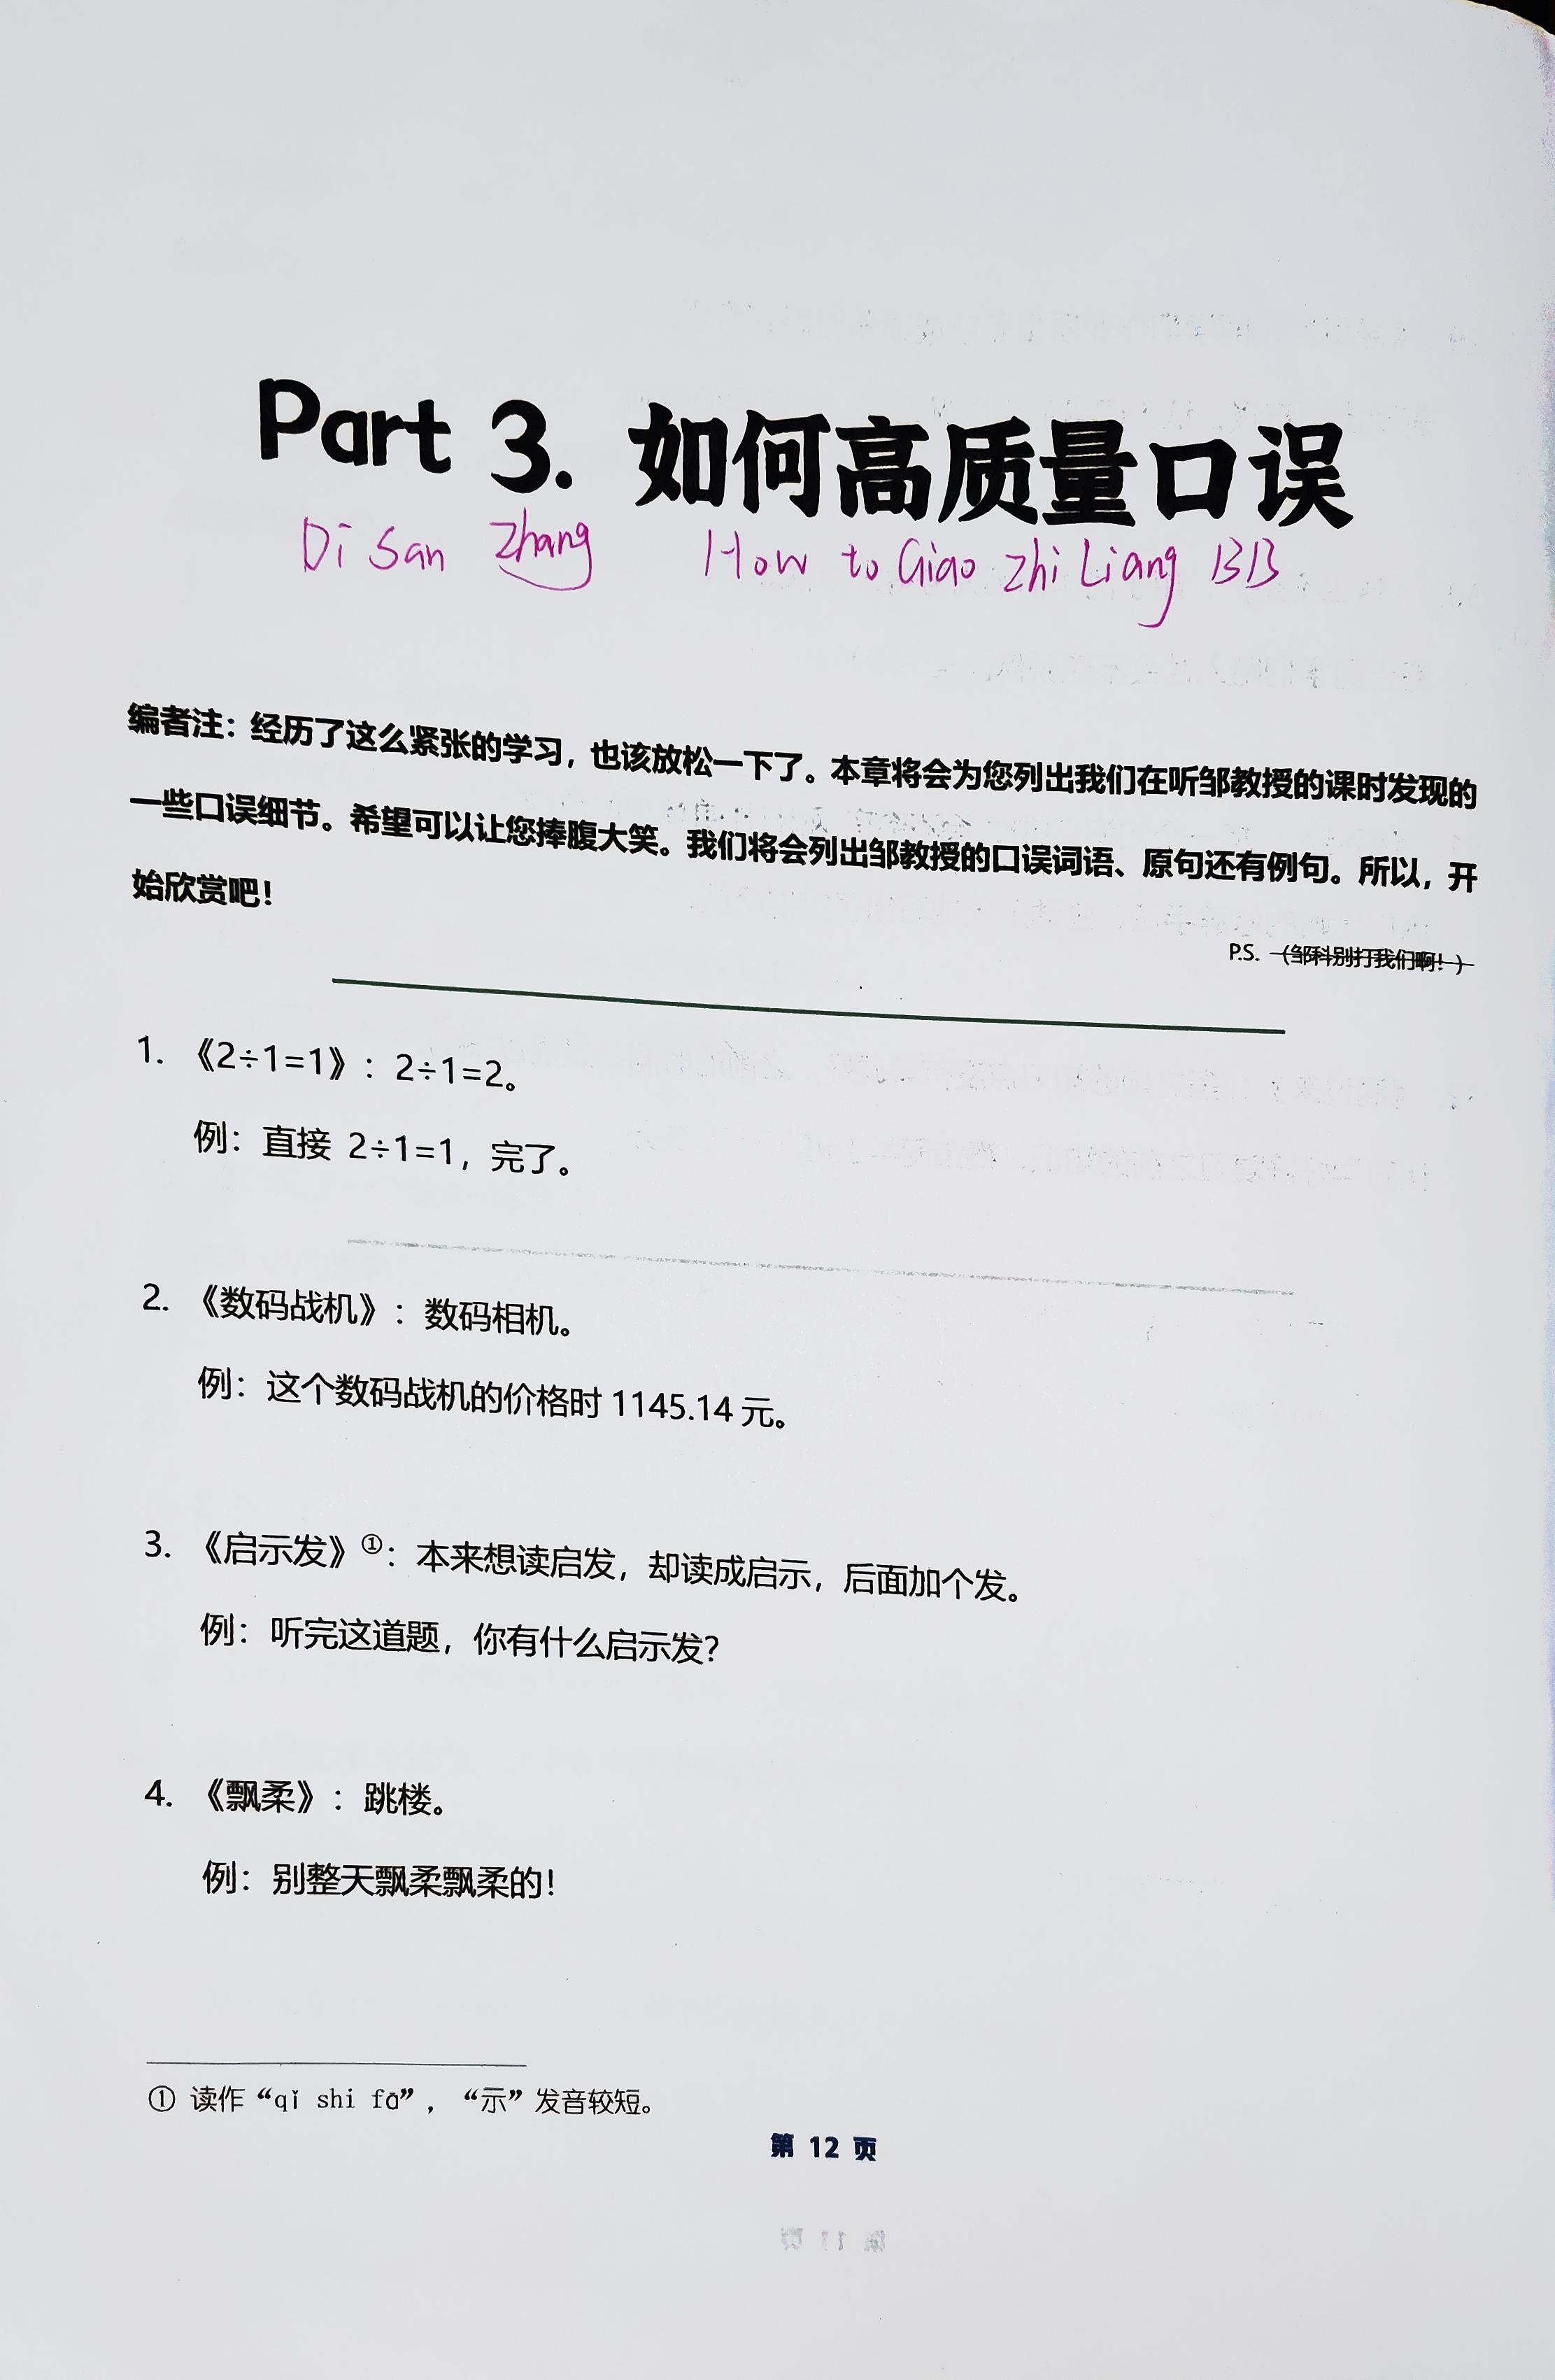 Part 3. 如何高质量口误
Di San Zhang How to Giao Zhi Liang BB
编者注：经历了这么紧张的学习，也该放松一下了。本章将会为您列出我们在听邹教授的课时发现的
一些口误细节。希望可以让您捧腹大笑。我们将会列出邹教授的口误词语、原句还有例句。所以，开
始欣赏吧！
P.S.（邹科别打我们啊！）
1. 《2÷1=1》：2÷1=2。
例：直接 2÷1=1，完了。
2. 《数码战机》：数码相机。
例：这个数码战机的价格时 1145.14 元。
3. 《启示发》①：本来想读启发，却读成启示，后面加个发。
例：听完这道题，你有什么启示发？
4. 《飘柔》：跳楼。
例：别整天飘柔飘柔的！
① 读作“qǐ shi fā”，“示”发音较短。
第 12 页